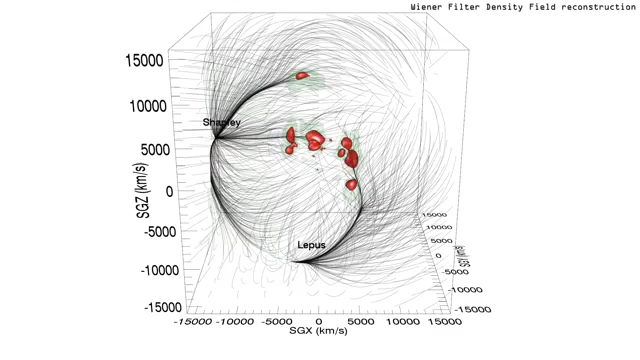 Wiener Filter Density Field reconstruction
15000
10000
5000
0
-5000
-10000
-15000
SGZ (km/s)
Shapley
Lepus
15000
10000
5000
0
-5000
-10000
-15000
-15000 -10000 -5000 0 5000 10000 15000
SGX (km/s)